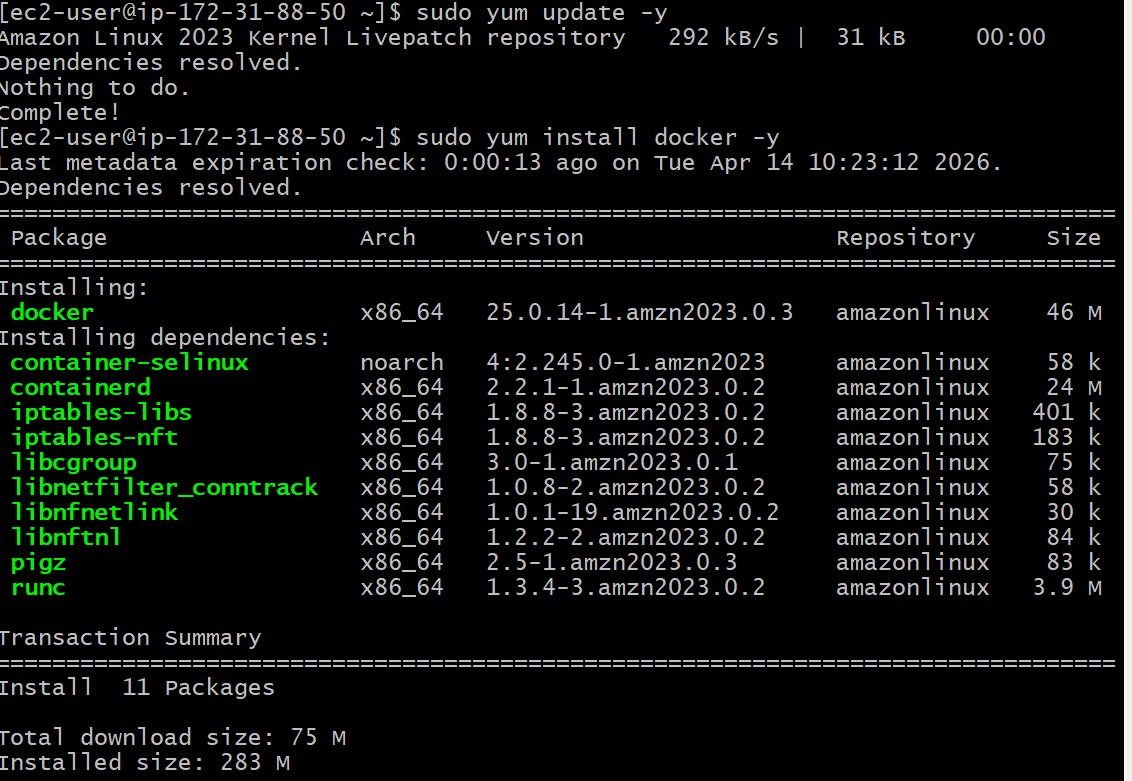 [ec2-user@ip-172-31-88-50 ~]$ sudo yum update -y
Amazon Linux 2023 Kernel Livepatch repository   292 kB/s |  31 kB     00:00
Dependencies resolved.
Nothing to do.
Complete!
[ec2-user@ip-172-31-88-50 ~]$ sudo yum install docker -y
Last metadata expiration check: 0:00:13 ago on Tue Apr 14 10:23:12 2026.
Dependencies resolved.
================================================================================
 Package                  Arch     Version                  Repository     Size
================================================================================
Installing:
 docker                   x86_64   25.0.14-1.amzn2023.0.3   amazonlinux    46 M
Installing dependencies:
 container-selinux        noarch   4:2.245.0-1.amzn2023     amazonlinux    58 k
 containerd               x86_64   2.2.1-1.amzn2023.0.2     amazonlinux    24 M
 iptables-libs            x86_64   1.8.8-3.amzn2023.0.2     amazonlinux   401 k
 iptables-nft             x86_64   1.8.8-3.amzn2023.0.2     amazonlinux   183 k
 libcgroup                x86_64   3.0-1.amzn2023.0.1       amazonlinux    75 k
 libnetfilter_conntrack   x86_64   1.0.8-2.amzn2023.0.2     amazonlinux    58 k
 libnfnetlink             x86_64   1.0.1-19.amzn2023.0.2    amazonlinux    30 k
 libnftnl                 x86_64   1.2.2-2.amzn2023.0.2     amazonlinux    84 k
 pigz                     x86_64   2.5-1.amzn2023.0.3       amazonlinux    83 k
 runc                     x86_64   1.3.4-3.amzn2023.0.2     amazonlinux   3.9 M
Transaction Summary
================================================================================
Install  11 Packages
Total download size: 75 M
Installed size: 283 M